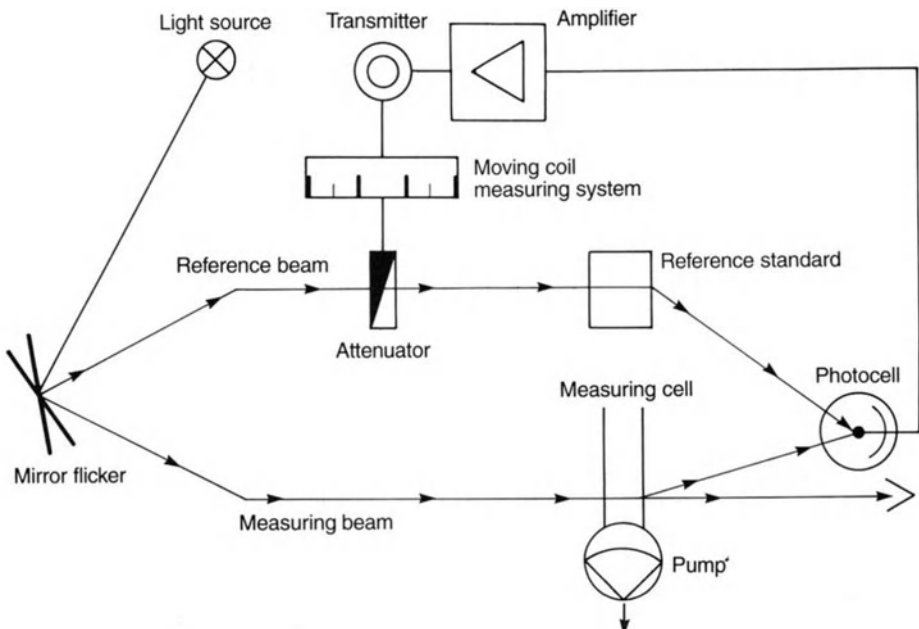 Light source
Transmitter
Amplifier
Moving coil
measuring system
Reference beam
Reference standard
Attenuator
Photocell
Measuring cell
Mirror flicker
Measuring beam
Pump